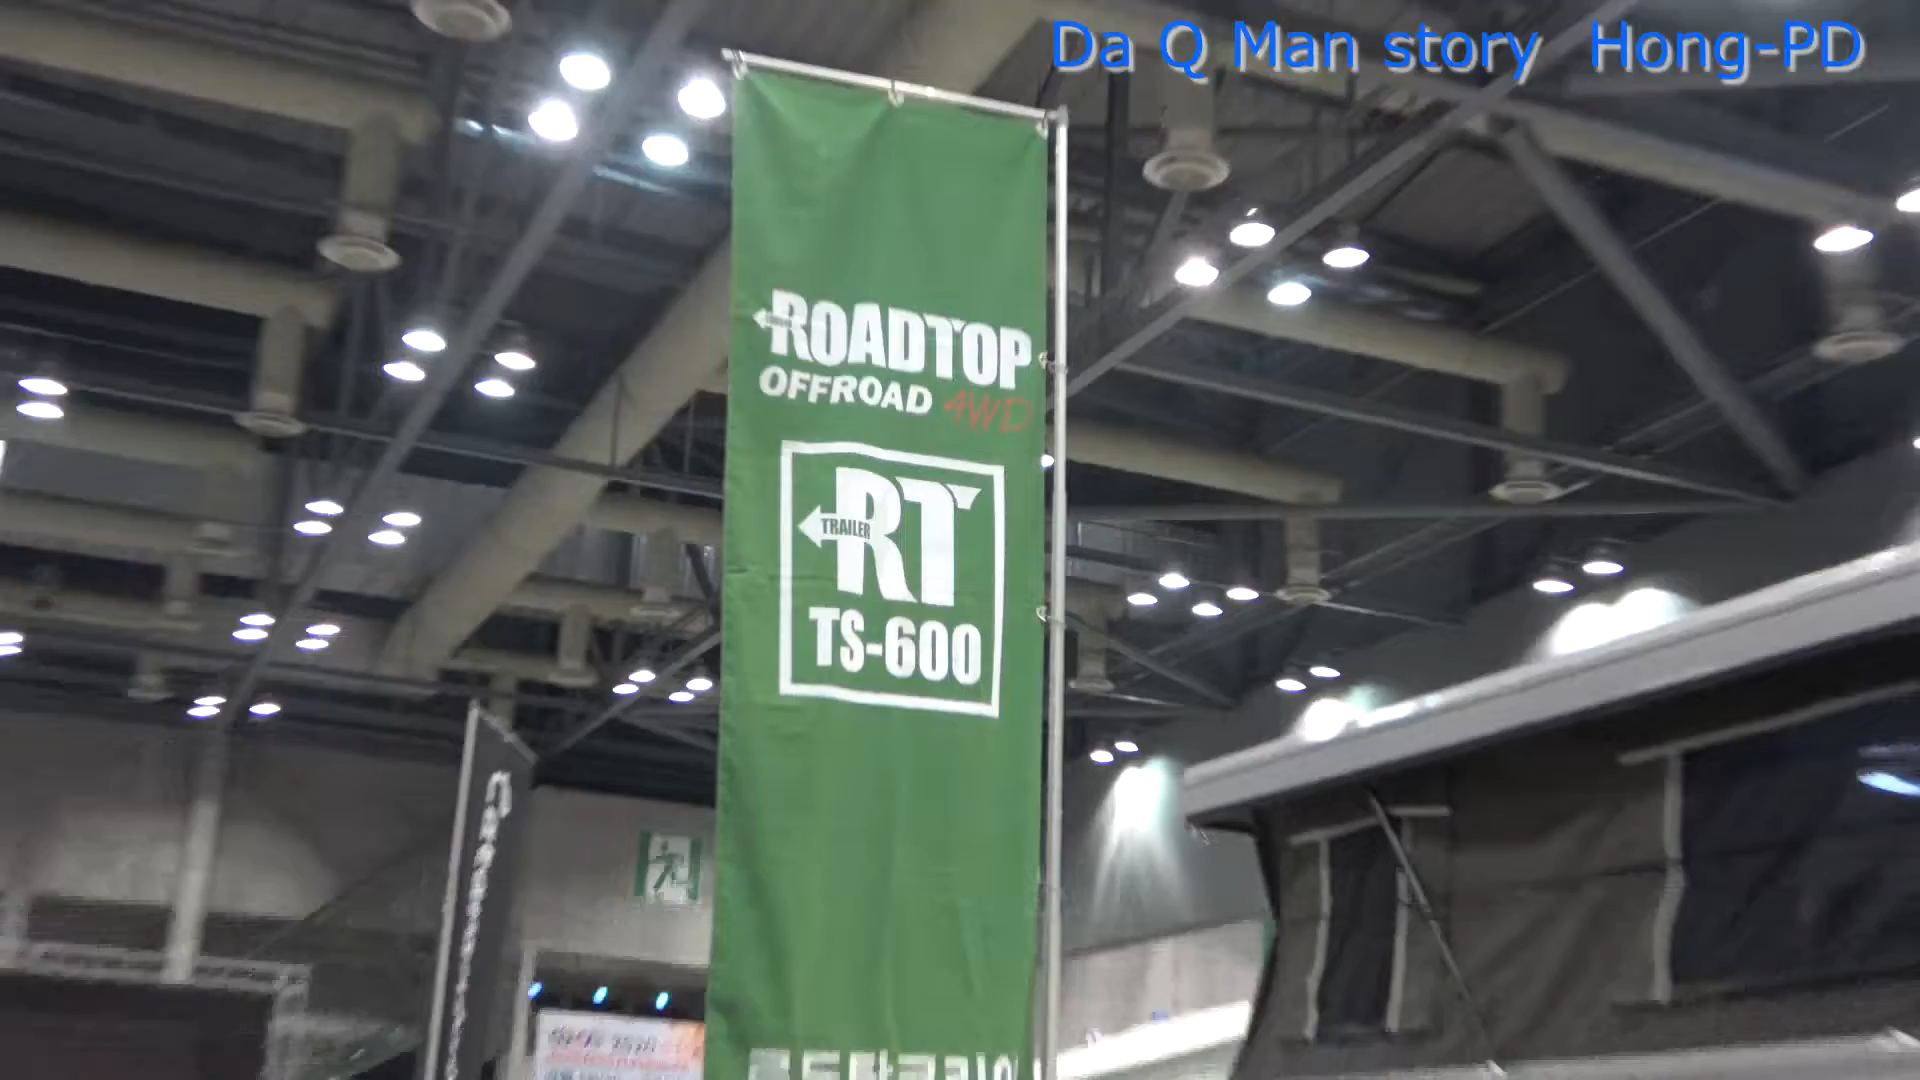 Da Q Man story Hong-PD
ROADTOP
OFFROAD 4WD
RT
TRAILER
TS-600